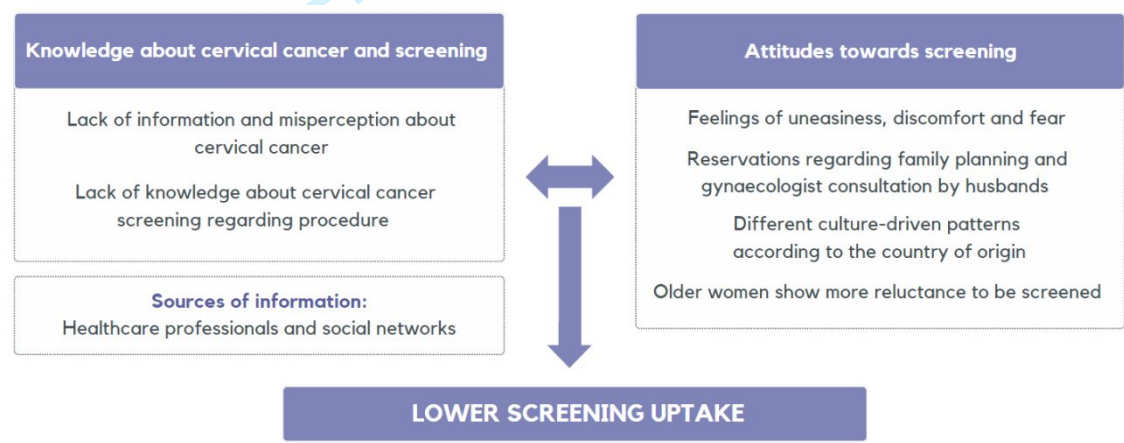 Knowledge about cervical cancer and screening
Lack of information and misperception about
cervical cancer
Lack of knowledge about cervical cancer
screening regarding procedure
Sources of information:
Healthcare professionals and social networks
Attitudes towards screening
Feelings of uneasiness, discomfort and fear
Reservations regarding family planning and
gynaecologist consultation by husbands
Different culture-driven patterns
according to the country of origin
Older women show more reluctance to be screened
LOWER SCREENING UPTAKE